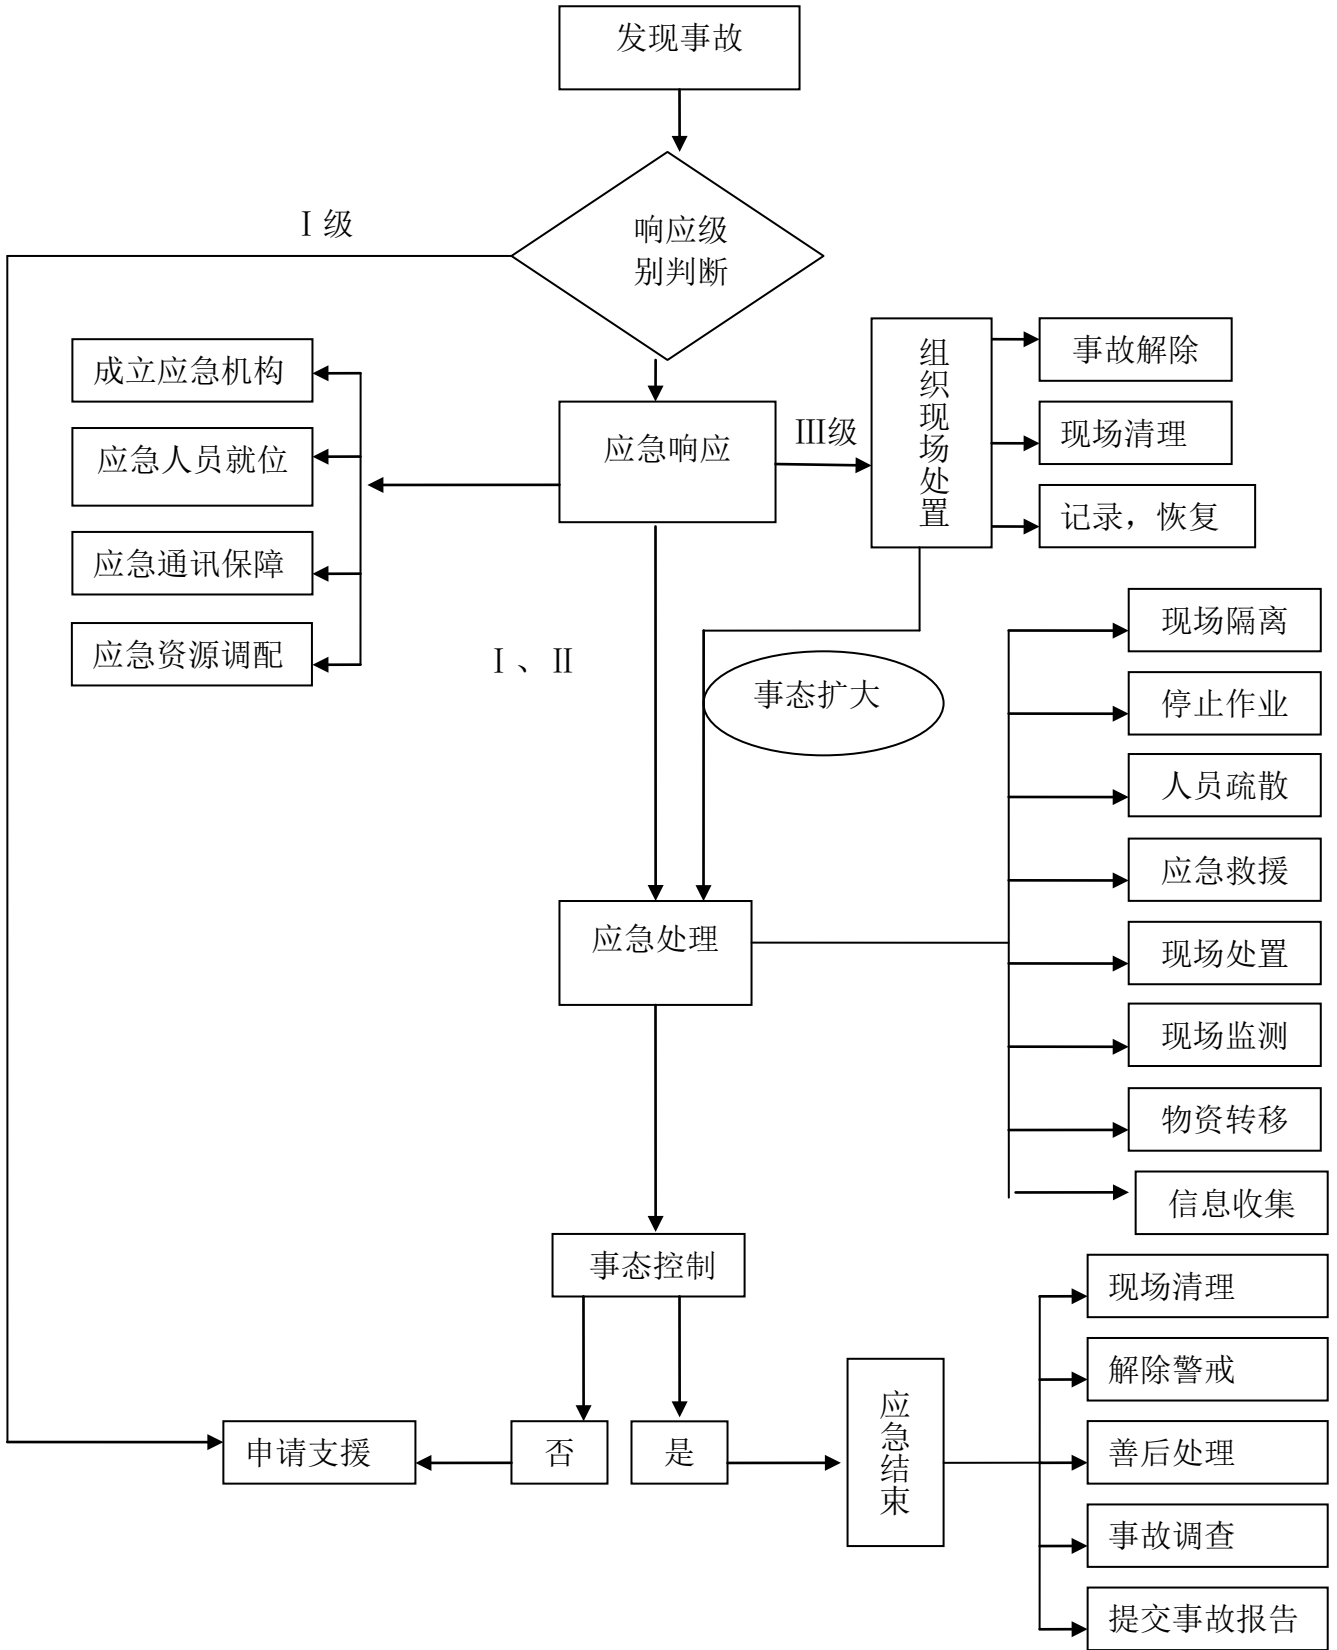 发现事故
Ⅰ 级
响应级
别判断
成立应急机构
应急人员就位
应急通讯保障
应急资源调配
应急响应
Ⅲ级
组织现场处置
事故解除
现场清理
记录，恢复
Ⅰ 、Ⅱ
事态扩大
现场隔离
停止作业
人员疏散
应急救援
现场处置
现场监测
物资转移
信息收集
应急处理
事态控制
否
是
申请支援
应急结束
现场清理
解除警戒
善后处理
事故调查
提交事故报告